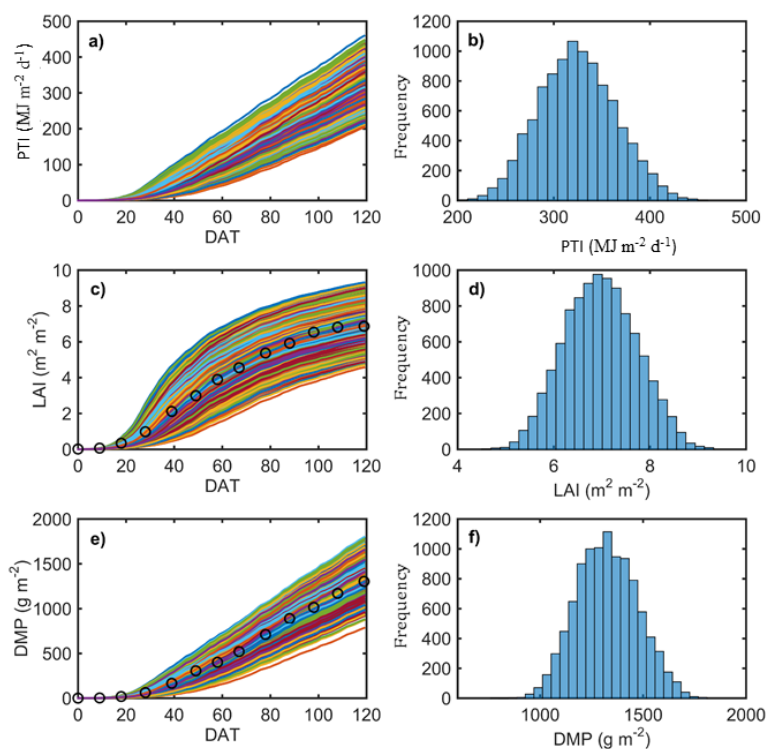 a)
PTI (MJ m⁻² d⁻¹)
500
400
300
200
100
0
0 20 40 60 80 100 120
DAT
b)
Frequency
1200
1000
800
600
400
200
0
200 300 400 500
PTI (MJ m⁻² d⁻¹)
c)
LAI (m² m⁻²)
10
8
6
4
2
0
0 20 40 60 80 100 120
DAT
d)
Frequency
1000
800
600
400
200
0
4 6 8 10
LAI (m² m⁻²)
e)
DMP (g m⁻²)
2000
1500
1000
500
0
0 20 40 60 80 100 120
DAT
f)
Frequency
1200
1000
800
600
400
200
0
1000 1500 2000
DMP (g m⁻²)